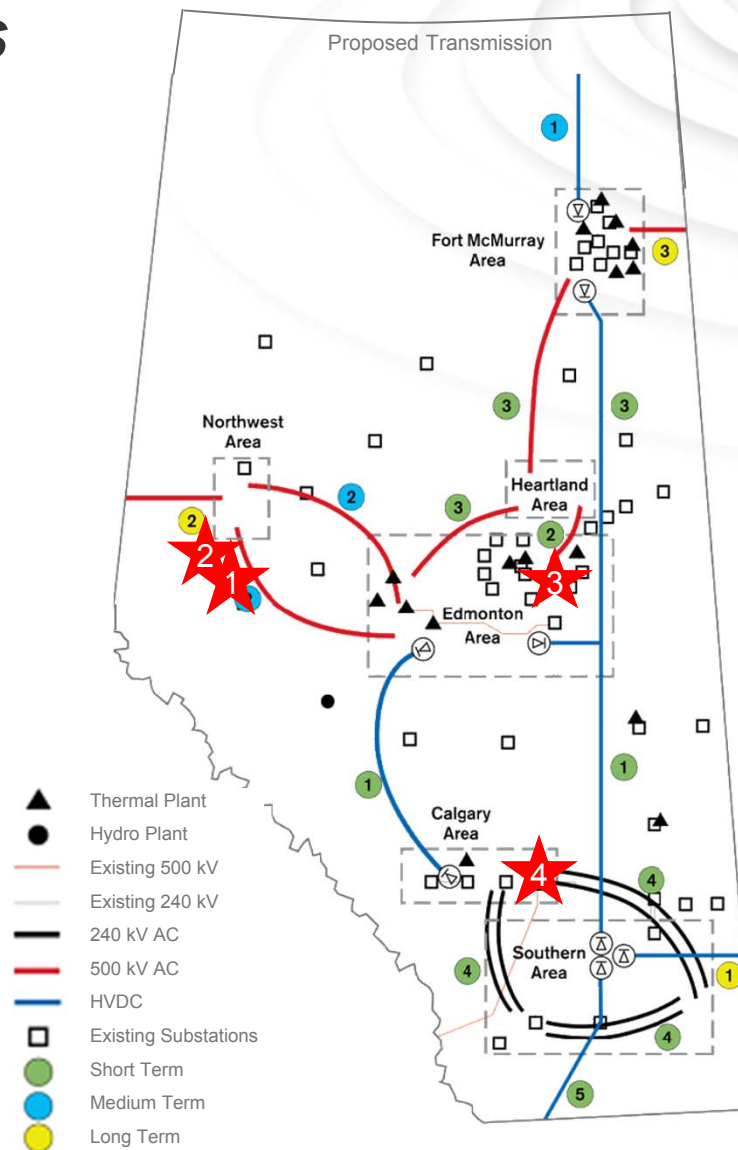 s
Proposed Transmission
1
Fort McMurray
Area
3
3
3
Northwest
Area
2
Heartland
Area
3
2
2
2
1
3
Edmonton
Area
1
1
Calgary
Area
4
4
Southern
Area
4
1
4
5
Thermal Plant
Hydro Plant
Existing 500 kV
Existing 240 kV
240 kV AC
500 kV AC
HVDC
Existing Substations
Short Term
Medium Term
Long Term